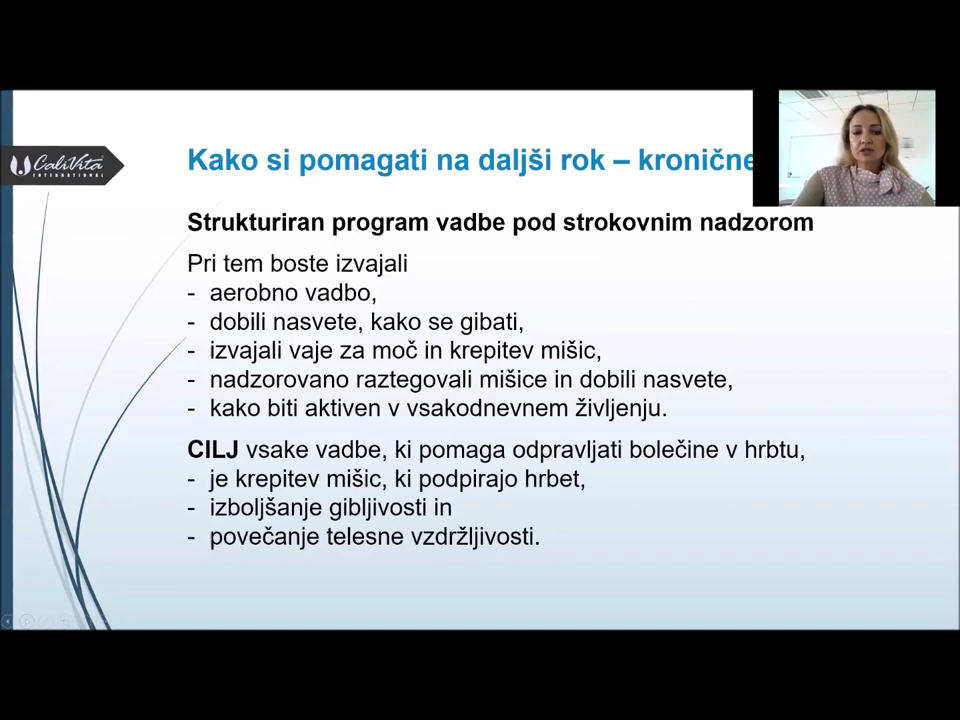 CaliVita
INTERNATIONAL
Kako si pomagati na daljši rok – kronične
Strukturiran program vadbe pod strokovnim nadzorom
Pri tem boste izvajali
- aerobno vadbo,
- dobili nasvete, kako se gibati,
- izvajali vaje za moč in krepitev mišic,
- nadzorovano raztegovali mišice in dobili nasvete,
- kako biti aktiven v vsakodnevnem življenju.
CILJ vsake vadbe, ki pomaga odpravljati bolečine v hrbtu,
- je krepitev mišic, ki podpirajo hrbet,
- izboljšanje gibljivosti in
- povečanje telesne vzdržljivosti.